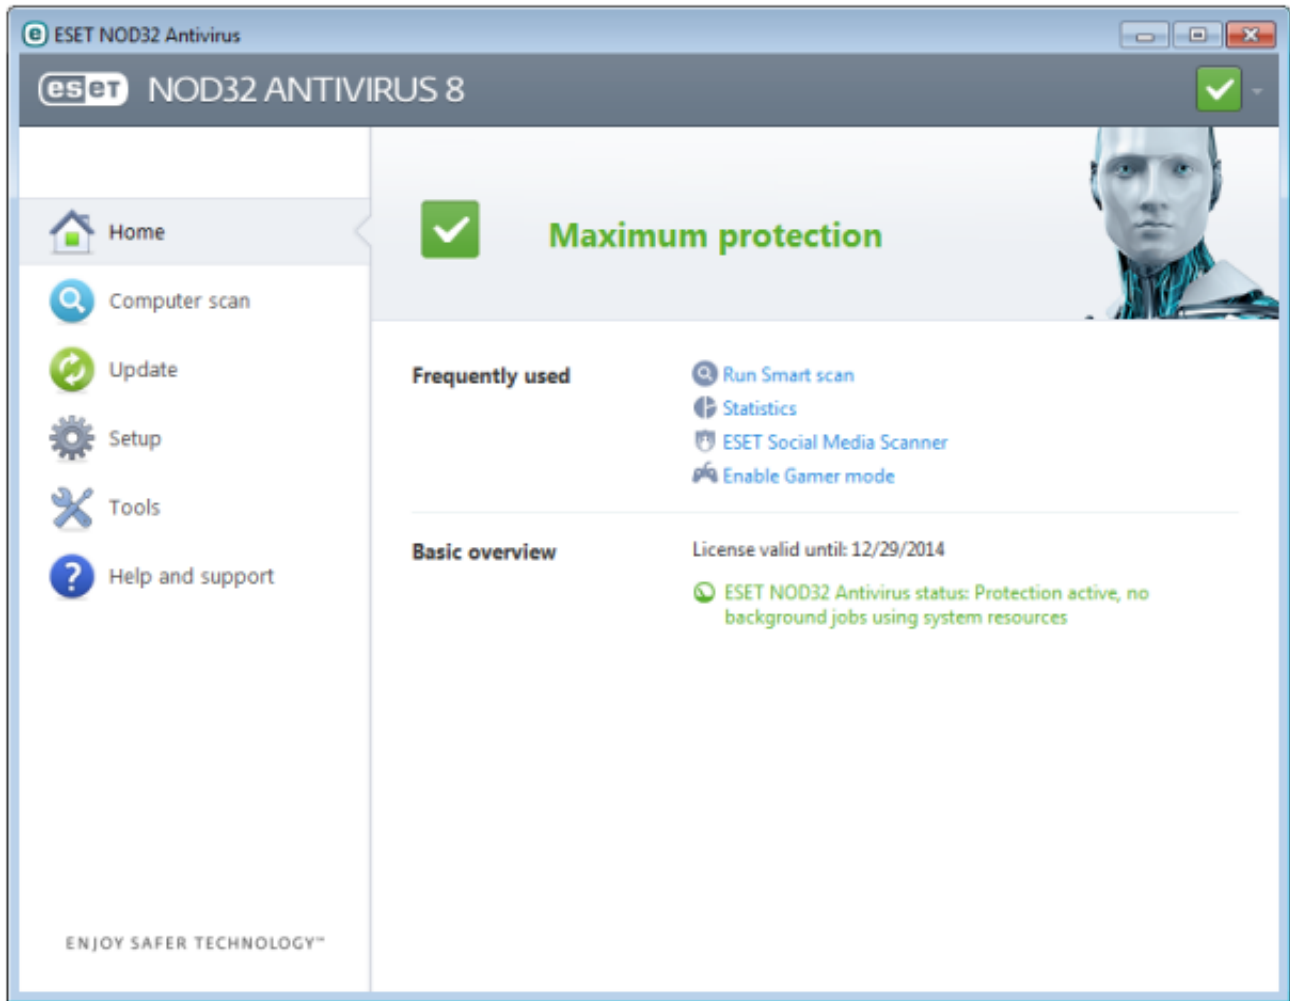 ESET NOD32 Antivirus
eset NOD32 ANTIVIRUS 8
Home
Computer scan
Update
Setup
Tools
Help and support
ENJOY SAFER TECHNOLOGY™
Maximum protection
Frequently used
Run Smart scan
Statistics
ESET Social Media Scanner
Enable Gamer mode
Basic overview
License valid until: 12/29/2014
ESET NOD32 Antivirus status: Protection active, no
background jobs using system resources